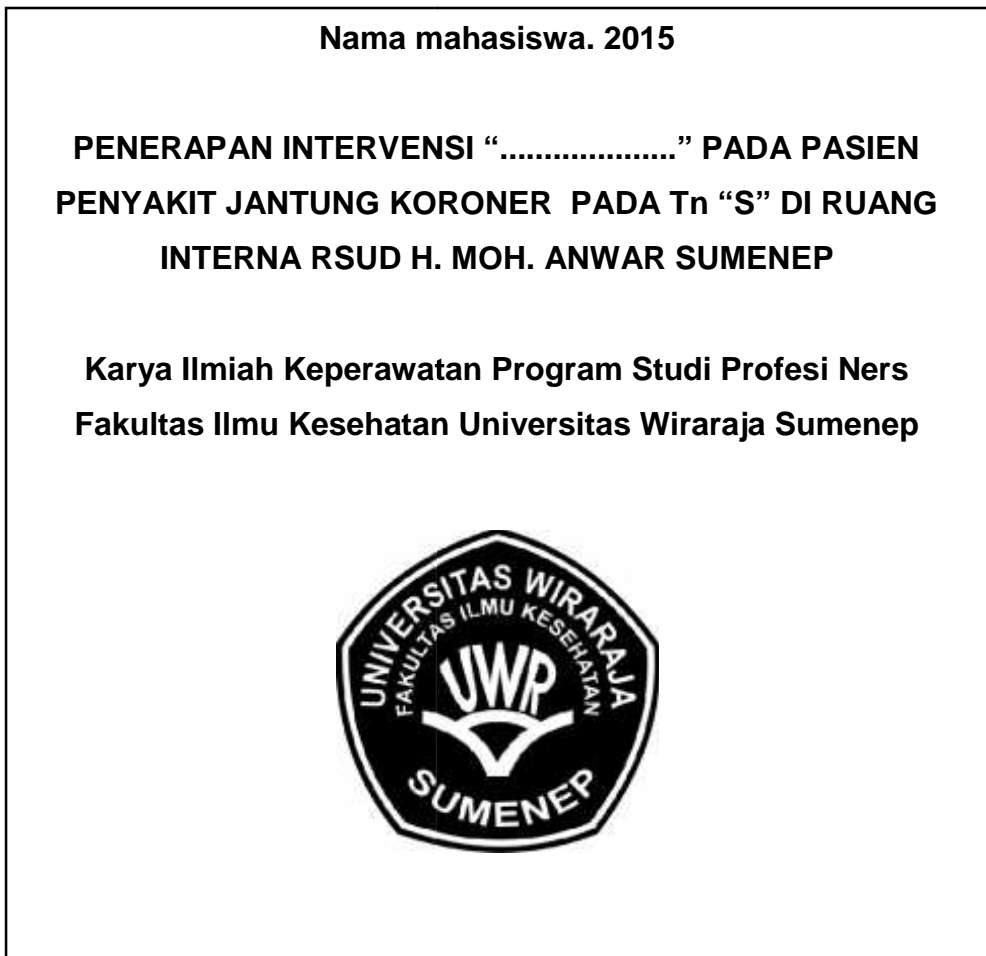 Nama mahasiswa. 2015
PENERAPAN INTERVENSI “....................” PADA PASIEN
PENYAKIT JANTUNG KORONER PADA Tn “S” DI RUANG
INTERNA RSUD H. MOH. ANWAR SUMENEP
Karya Ilmiah Keperawatan Program Studi Profesi Ners
Fakultas Ilmu Kesehatan Universitas Wiraraja Sumenep
UNIVERSITAS WIRARAJA
FAKULTAS ILMU KESEHATAN
UWR
SUMENEP